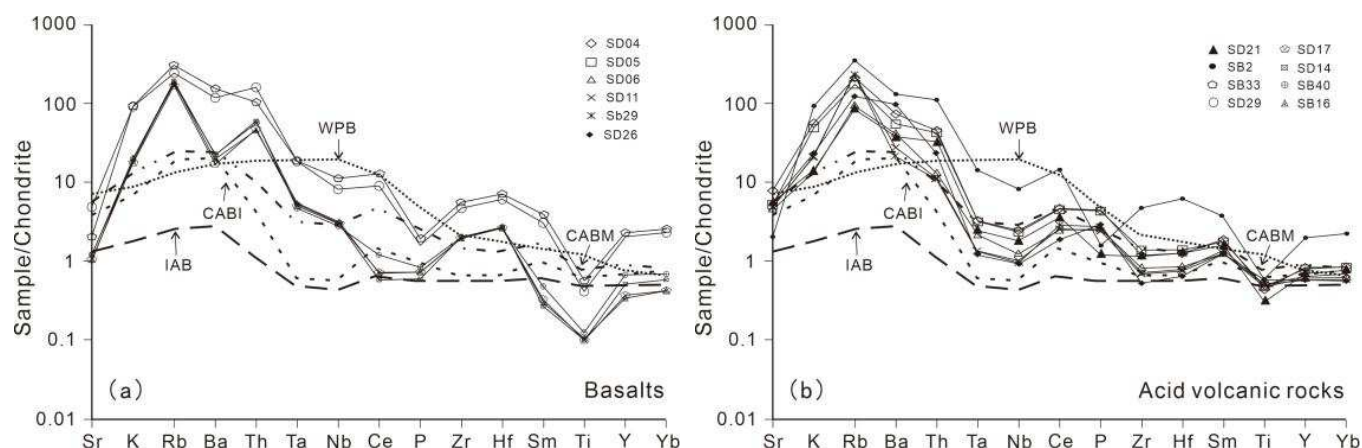 1000
100
10
1
0.1
0.01
Sample/Chondrite
SD04
SD05
SD06
SD11
Sb29
SD26
WPB
CABI
IAB
CABM
(a)
Basalts
Sr K Rb Ba Th Ta Nb Ce P Zr Hf Sm Ti Y Yb
1000
100
10
1
0.1
0.01
Sample/Chondrite
SD21 SD17
SB2 SD14
SB33 SB40
SD29 SB16
WPB
CABI
IAB
CABM
(b)
Acid volcanic rocks
Sr K Rb Ba Th Ta Nb Ce P Zr Hf Sm Ti Y Yb